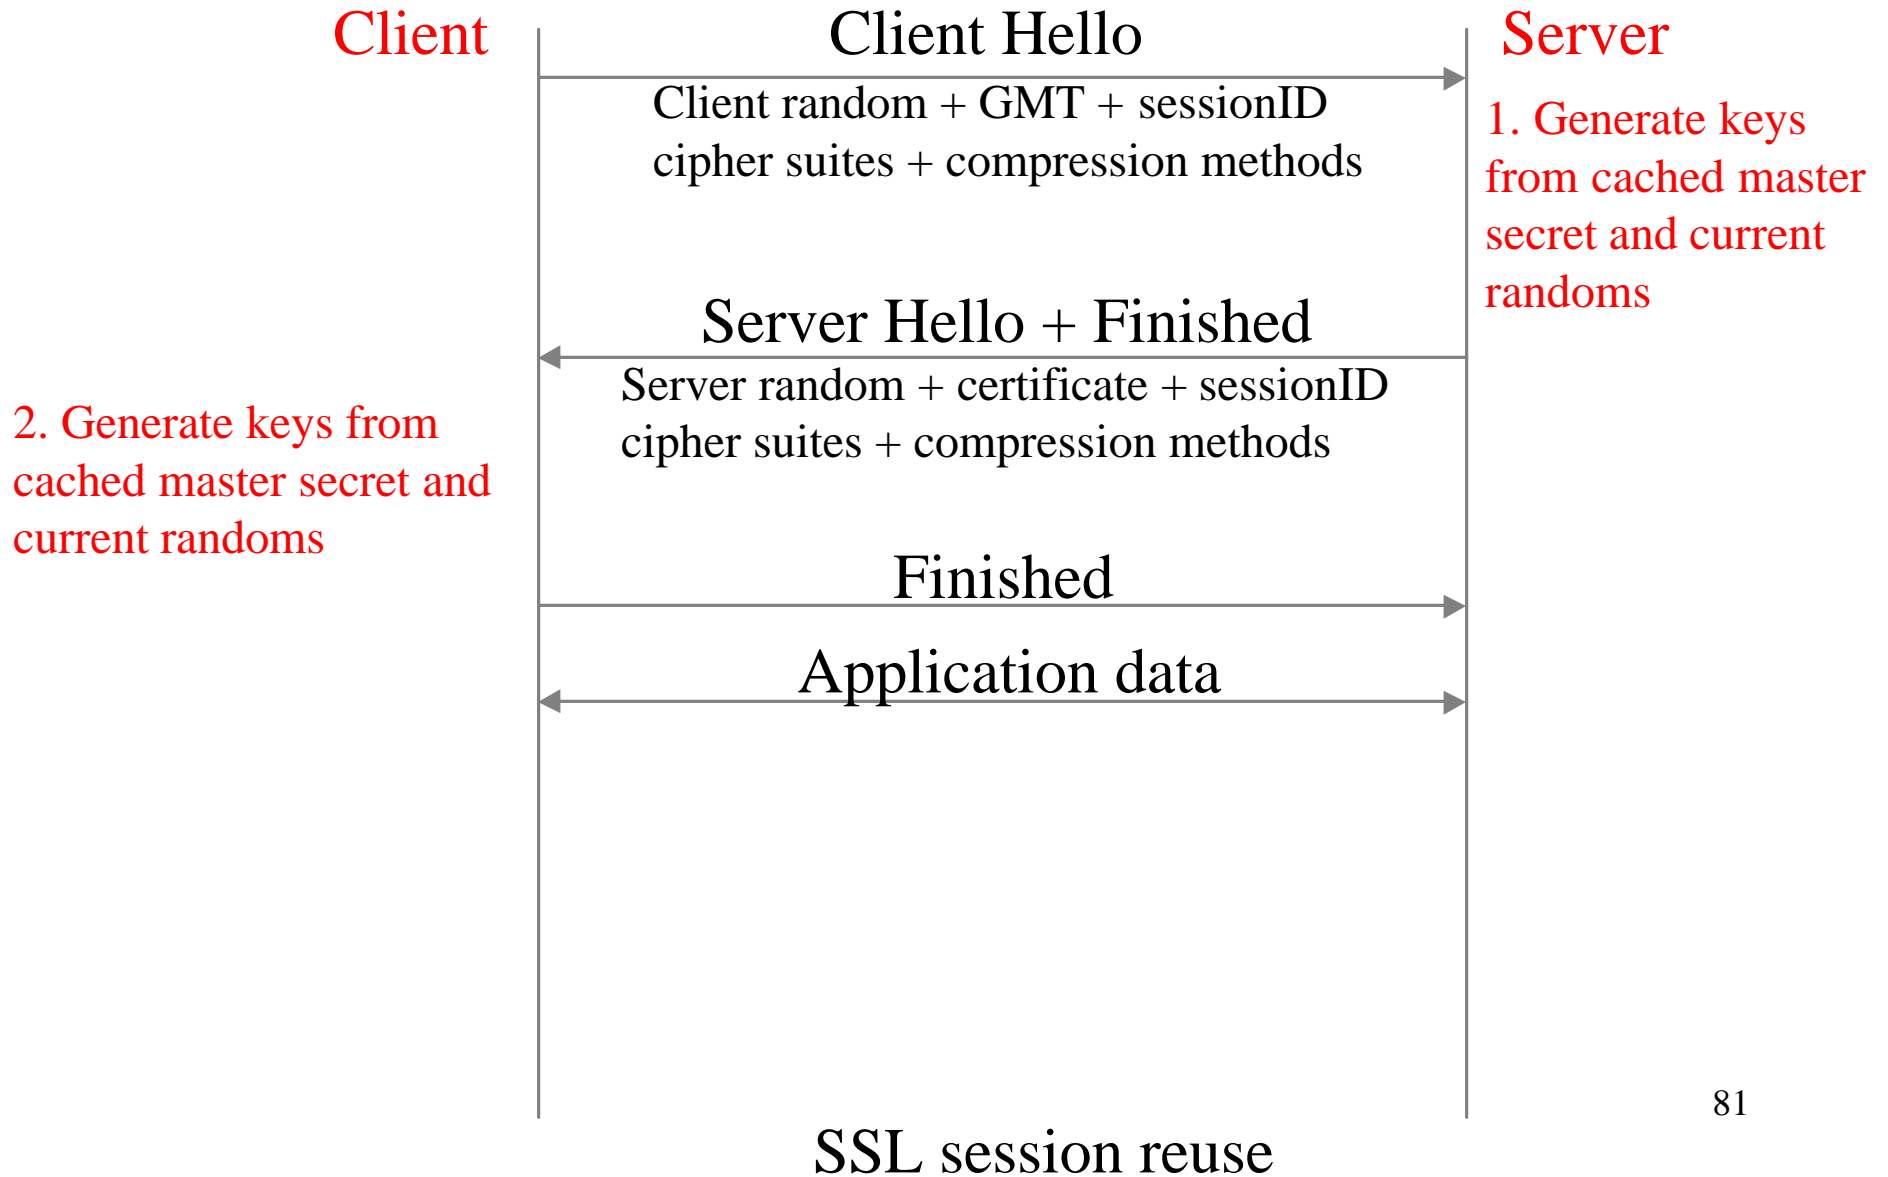 Client
Client Hello
Server
Client random + GMT + sessionID
cipher suites + compression methods
1. Generate keys
from cached master
secret and current
randoms
Server Hello + Finished
Server random + certificate + sessionID
cipher suites + compression methods
2. Generate keys from
cached master secret and
current randoms
Finished
Application data
81
SSL session reuse